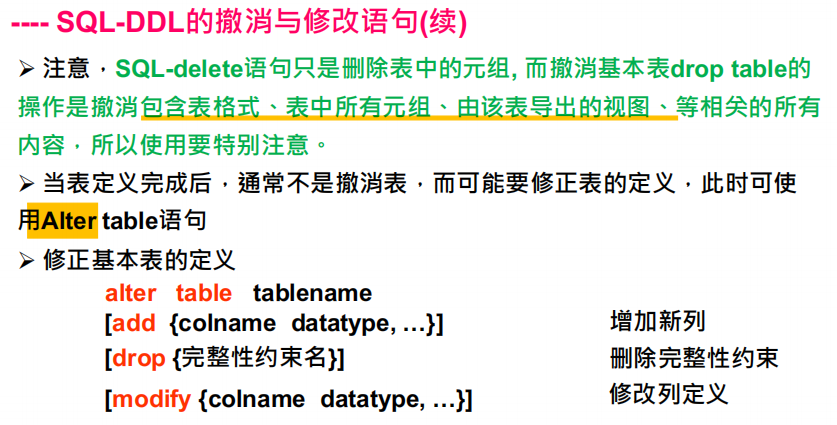 ---- SQL-DDL的撤消与修改语句(续)
➢ 注意，SQL-delete语句只是删除表中的元组, 而撤消基本表drop table的
操作是撤消包含表格式、表中所有元组、由该表导出的视图、等相关的所有
内容，所以使用要特别注意。
➢ 当表定义完成后，通常不是撤消表，而可能要修正表的定义，此时可使
用Alter table语句
➢ 修正基本表的定义
alter table tablename
[add {colname datatype, …}] 增加新列
[drop {完整性约束名}] 删除完整性约束
[modify {colname datatype, …}] 修改列定义